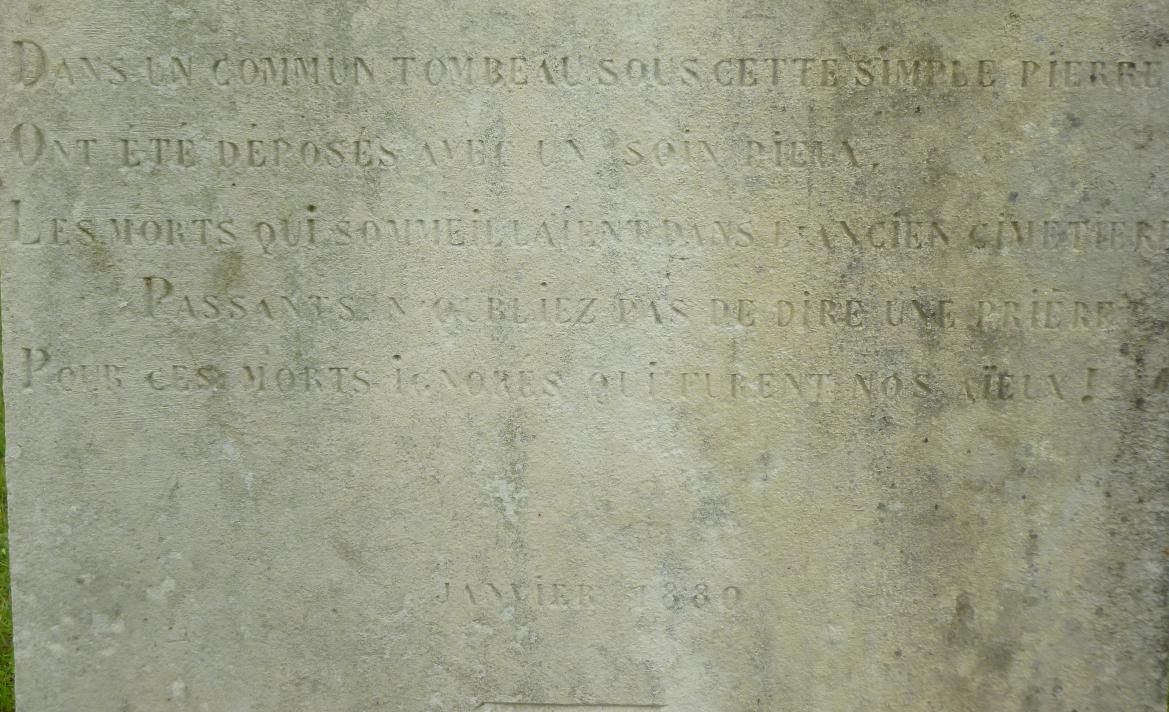 DANS UN COMMUN TOMBEAU SOUS CETTE SIMPLE PIERRE
ONT ÉTÉ DÉPOSÉS AVEC UN SOIN PIEUX,
LES MORTS QUI SOMMEILLAIENT DANS L'ANCIEN CIMETIÈRE
PASSANTS, N'OUBLIEZ PAS DE DIRE UNE PRIÈRE
POUR CES MORTS IGNORÉS QUI FURENT NOS AÏEUX !
JANVIER 1880